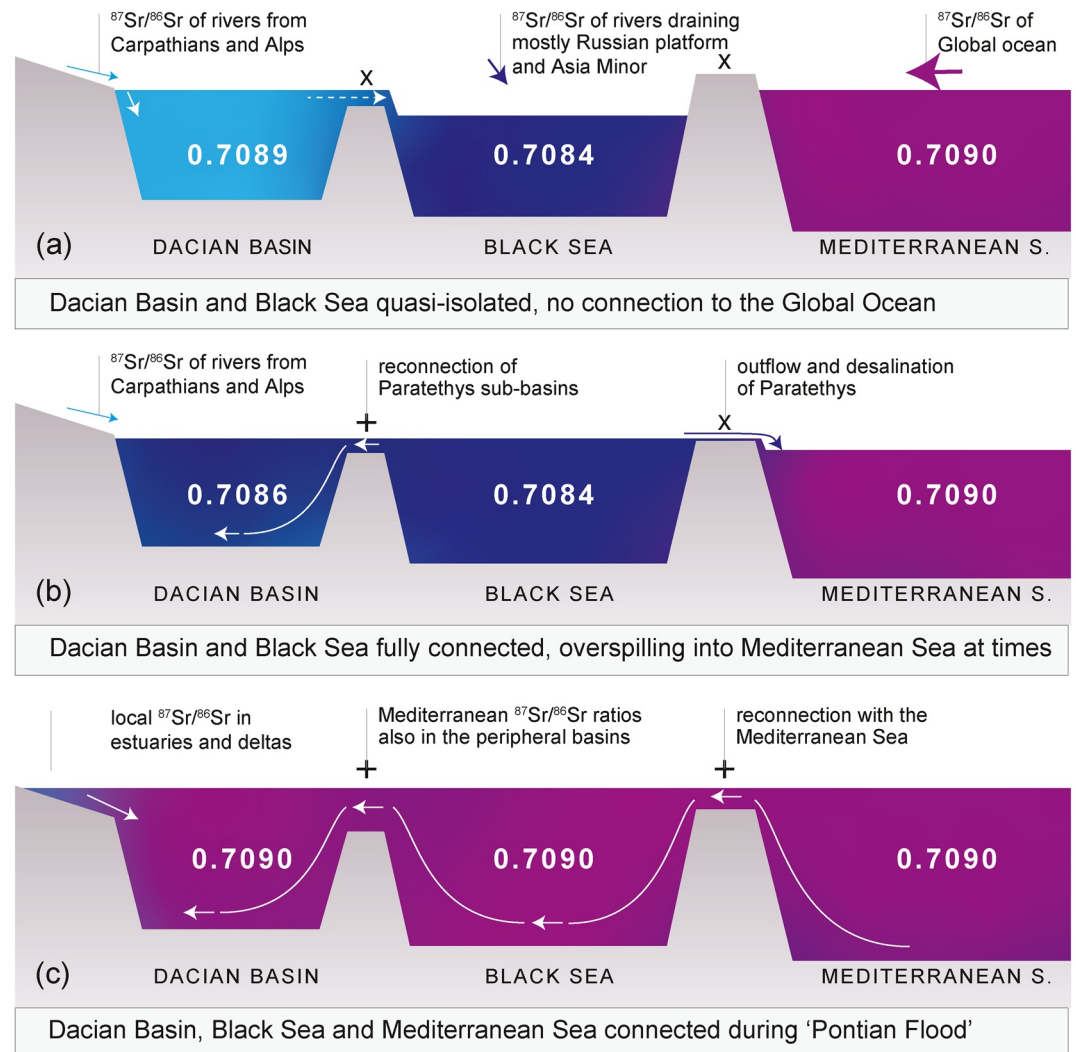 ⁸⁷Sr/⁸⁶Sr of rivers from
Carpathians and Alps
⁸⁷Sr/⁸⁶Sr of rivers draining
mostly Russian platform
and Asia Minor
⁸⁷Sr/⁸⁶Sr of
Global ocean
X
X
0.7089
0.7084
0.7090
(a)
DACIAN BASIN
BLACK SEA
MEDITERRANEAN S.
Dacian Basin and Black Sea quasi-isolated, no connection to the Global Ocean
⁸⁷Sr/⁸⁶Sr of rivers from
Carpathians and Alps
reconnection of
Paratethys sub-basins
outflow and desalination
of Paratethys
+
X
0.7086
0.7084
0.7090
(b)
DACIAN BASIN
BLACK SEA
MEDITERRANEAN S.
Dacian Basin and Black Sea fully connected, overspilling into Mediterranean Sea at times
local ⁸⁷Sr/⁸⁶Sr in
estuaries and deltas
Mediterranean ⁸⁷Sr/⁸⁶Sr ratios
also in the peripheral basins
reconnection with the
Mediterranean Sea
+
+
0.7090
0.7090
0.7090
(c)
DACIAN BASIN
BLACK SEA
MEDITERRANEAN S.
Dacian Basin, Black Sea and Mediterranean Sea connected during ‘Pontian Flood’